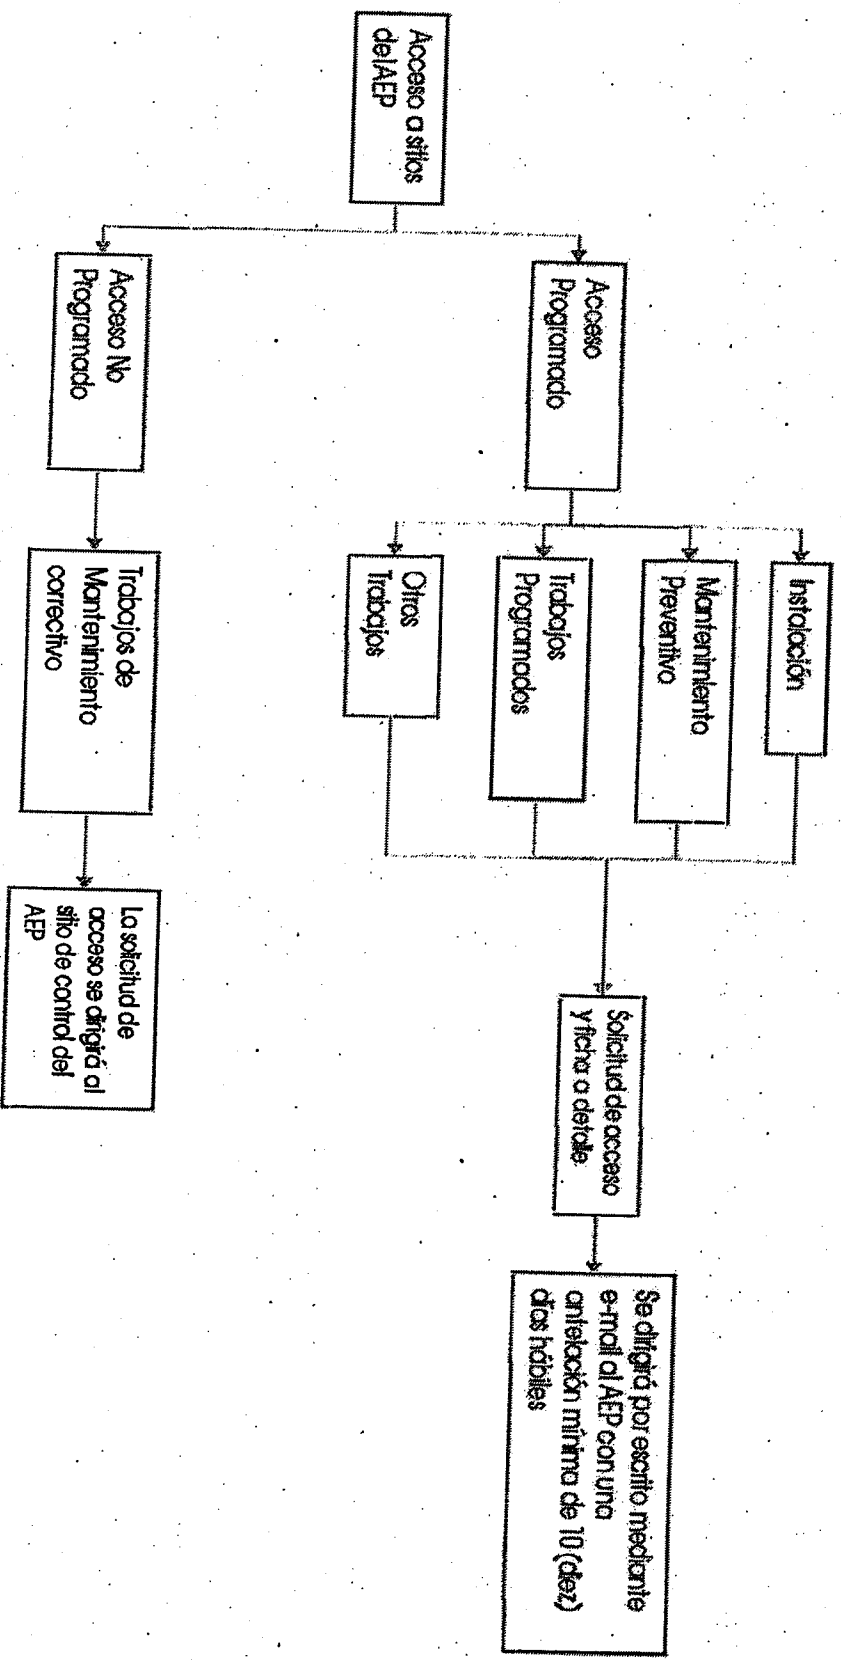 Acceso a sitios
del AEP
Acceso
Programado
Instalación
Mantenimiento
Preventivo
Trabajos
Programados
Otros
Trabajos
Solicitud de acceso
y ficha a detalle.
Se dirigirá por escrito mediante
e-mail al AEP con una
antelación mínima de 10 (diez)
días hábiles
Acceso No
Programado
Trabajos de
Mantenimiento
correctivo
La solicitud de
acceso se dirigirá al
sitio de control del
AEP